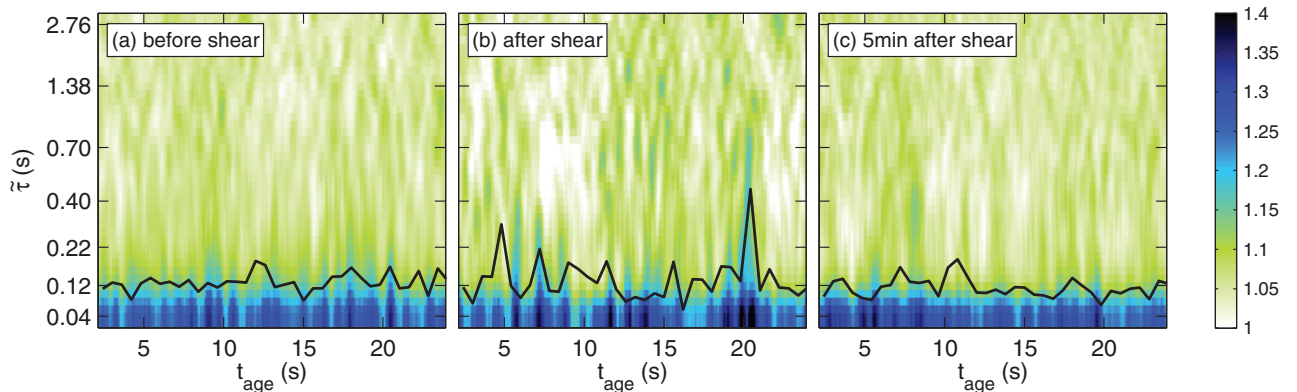 (a) before shear
(b) after shear
(c) 5min after shear
2.76
1.38
0.70
0.40
0.22
0.12
0.04
τ̃ (s)
5 10 15 20
5 10 15 20
5 10 15 20
t_age (s)
t_age (s)
t_age (s)
1.4
1.35
1.3
1.25
1.2
1.15
1.1
1.05
1